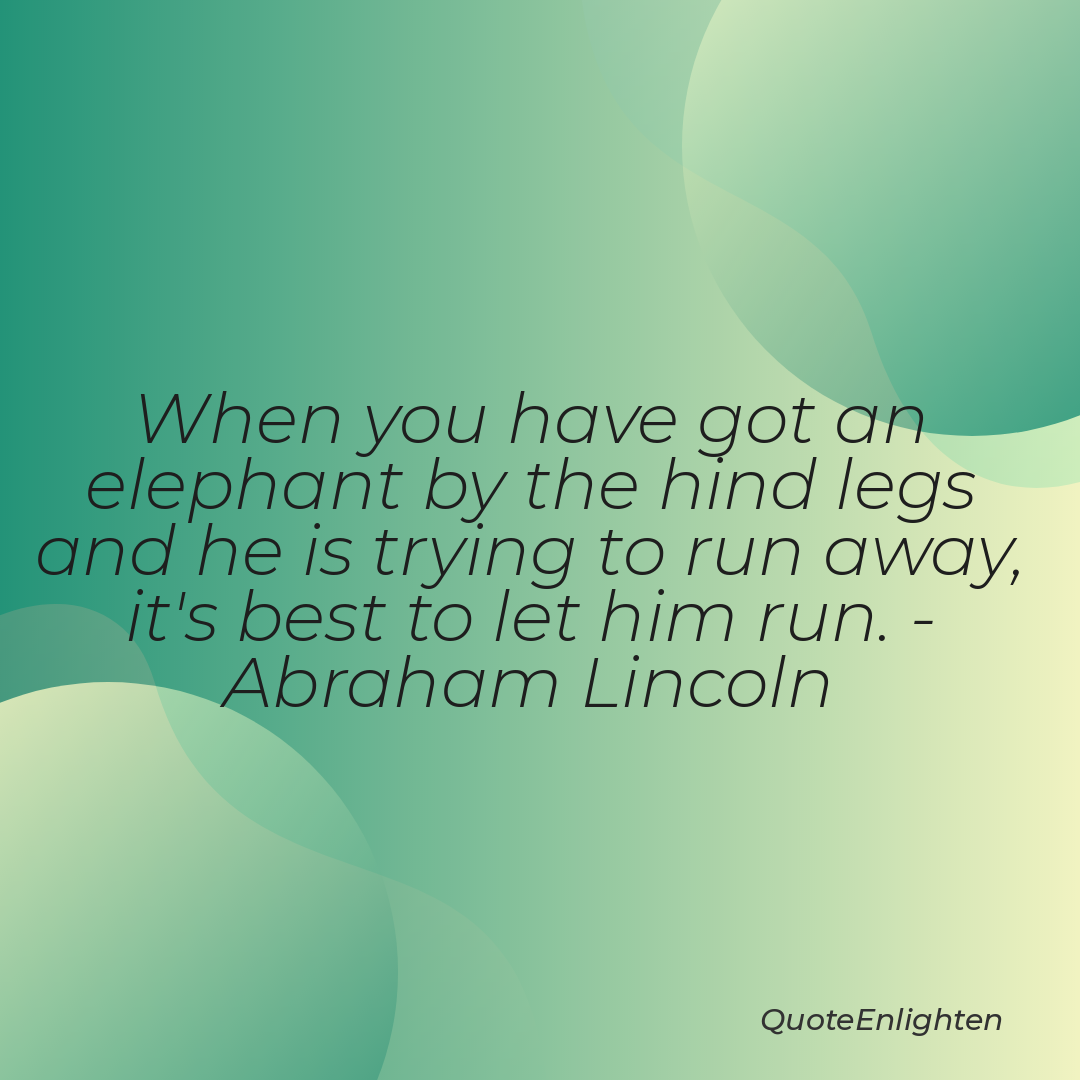 When you have got an
elephant by the hind legs
and he is trying to run away,
it's best to let him run. -
Abraham Lincoln
QuoteEnlighten